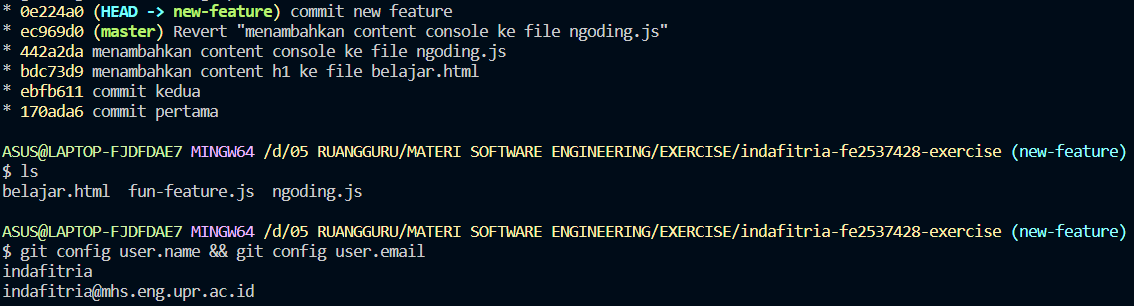 * 0e224a0 (HEAD -> new-feature) commit new feature
* ec969d0 (master) Revert "menambahkan content console ke file ngoding.js"
* 442a2da menambahkan content console ke file ngoding.js
* bdc73d9 menambahkan content h1 ke file belajar.html
* ebfb611 commit kedua
* 170ada6 commit pertama
ASUS@LAPTOP-FJDFDAE7 MINGW64 /d/05 RUANGGURU/MATERI SOFTWARE ENGINEERING/EXERCISE/indafitria-fe2537428-exercise (new-feature)
$ ls
belajar.html  fun-feature.js  ngoding.js
ASUS@LAPTOP-FJDFDAE7 MINGW64 /d/05 RUANGGURU/MATERI SOFTWARE ENGINEERING/EXERCISE/indafitria-fe2537428-exercise (new-feature)
$ git config user.name && git config user.email
indafitria
indafitria@mhs.eng.upr.ac.id